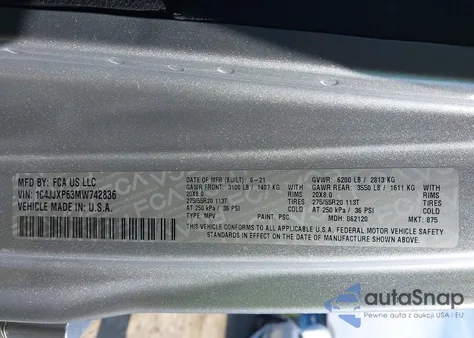 MFD BY: FCA US LLC
VIN: 1C4JJXP63MW742836
VEHICLE MADE IN: U.S.A.
DATE OF MFR (BUILT) 6-21
GAWR FRONT: 3100 LB / 1407 KG
WITH
20X8.0 RIMS
275/55R20 113T
AT 250 kPa / 36 PSI COLD
TYPE: MPV PAINT: PSC
GVWR: 6200 LB / 2813 KG
GAWR REAR: 3550 LB / 1611 KG
WITH
20X8.0 RIMS
275/55R20 113T
AT 250 kPa / 36 PSI COLD
MDH: 062120 MKT: 875
THIS VEHICLE CONFORMS TO ALL APPLICABLE U.S.A. FEDERAL MOTOR VEHICLE SAFETY
STANDARDS IN EFFECT ON THE DATE OF MANUFACTURE SHOWN ABOVE
autoSnap
Pewne auta z aukcji USA i EU